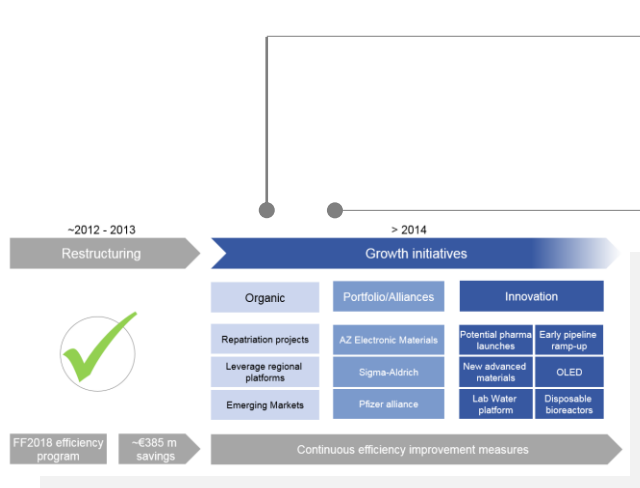 ~2012 - 2013
> 2014
Restructuring
Growth initiatives
Organic
Portfolio/Alliances
Innovation
Repatriation projects
AZ Electronic Materials
Potential pharma
launches
Early pipeline
ramp-up
Leverage regional
platforms
Sigma-Aldrich
New advanced
materials
OLED
Emerging Markets
Pfizer alliance
Lab Water
platform
Disposable
bioreactors
FF2018 efficiency
program
~€385 m
savings
Continuous efficiency improvement measures